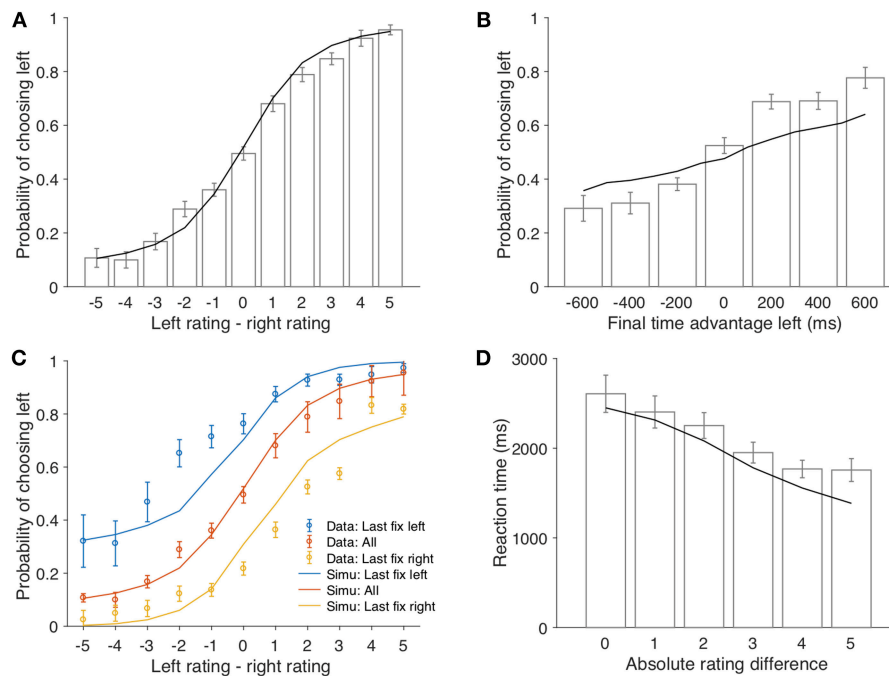 A
Probability of choosing left
1
0.8
0.6
0.4
0.2
0
-5 -4 -3 -2 -1 0 1 2 3 4 5
Left rating - right rating
B
Probability of choosing left
1
0.8
0.6
0.4
0.2
0
-600 -400 -200 0 200 400 600
Final time advantage left (ms)
C
Probability of choosing left
1
0.8
0.6
0.4
0.2
0
Data: Last fix left
Data: All
Data: Last fix right
Simu: Last fix left
Simu: All
Simu: Last fix right
-5 -4 -3 -2 -1 0 1 2 3 4 5
Left rating - right rating
D
Reaction time (ms)
3000
2000
1000
0
0 1 2 3 4 5
Absolute rating difference